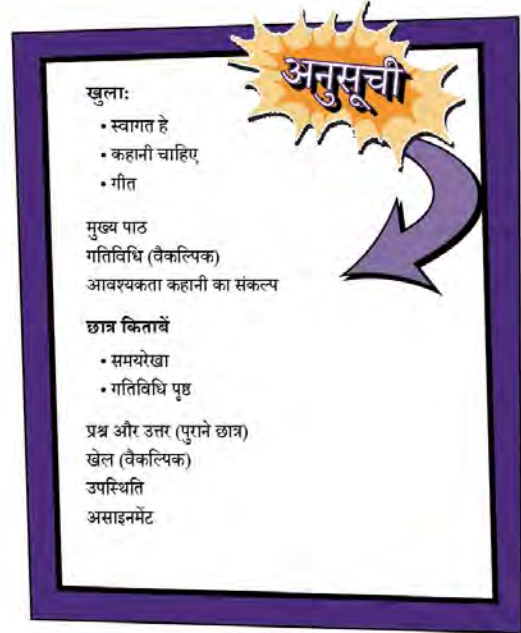 अनुसूची
खुला:
• स्वागत हे
• कहानी चाहिए
• गीत
मुख्य पाठ
गतिविधि (वैकल्पिक)
आवश्यकता कहानी का संकल्प
छात्र किताबें
• समयरेखा
• गतिविधि पृष्ठ
प्रश्न और उत्तर (पुराने छात्र)
खेल (वैकल्पिक)
उपस्थिति
असाइनमेंट